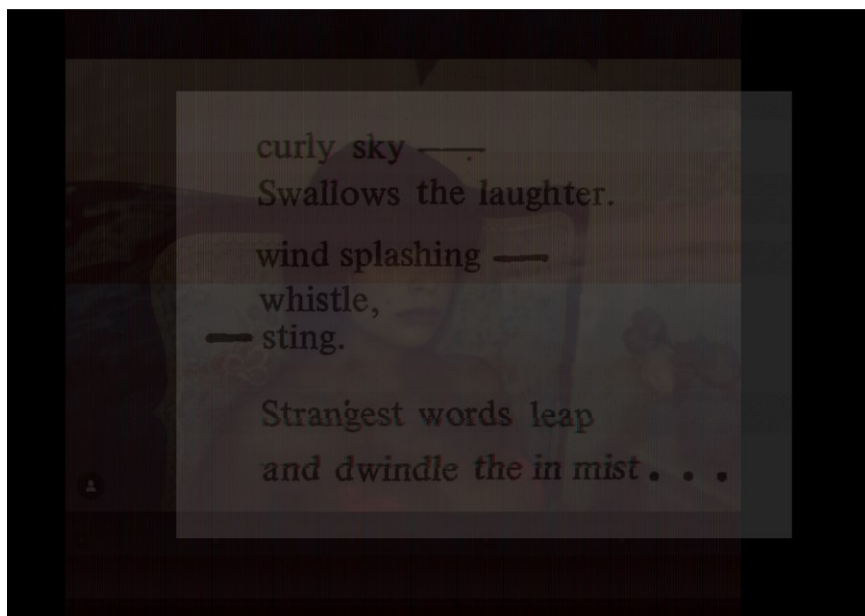 curly sky —
Swallows the laughter.
wind splashing —
whistle,
— sting.
Strangest words leap
and dwindle the in mist . . .